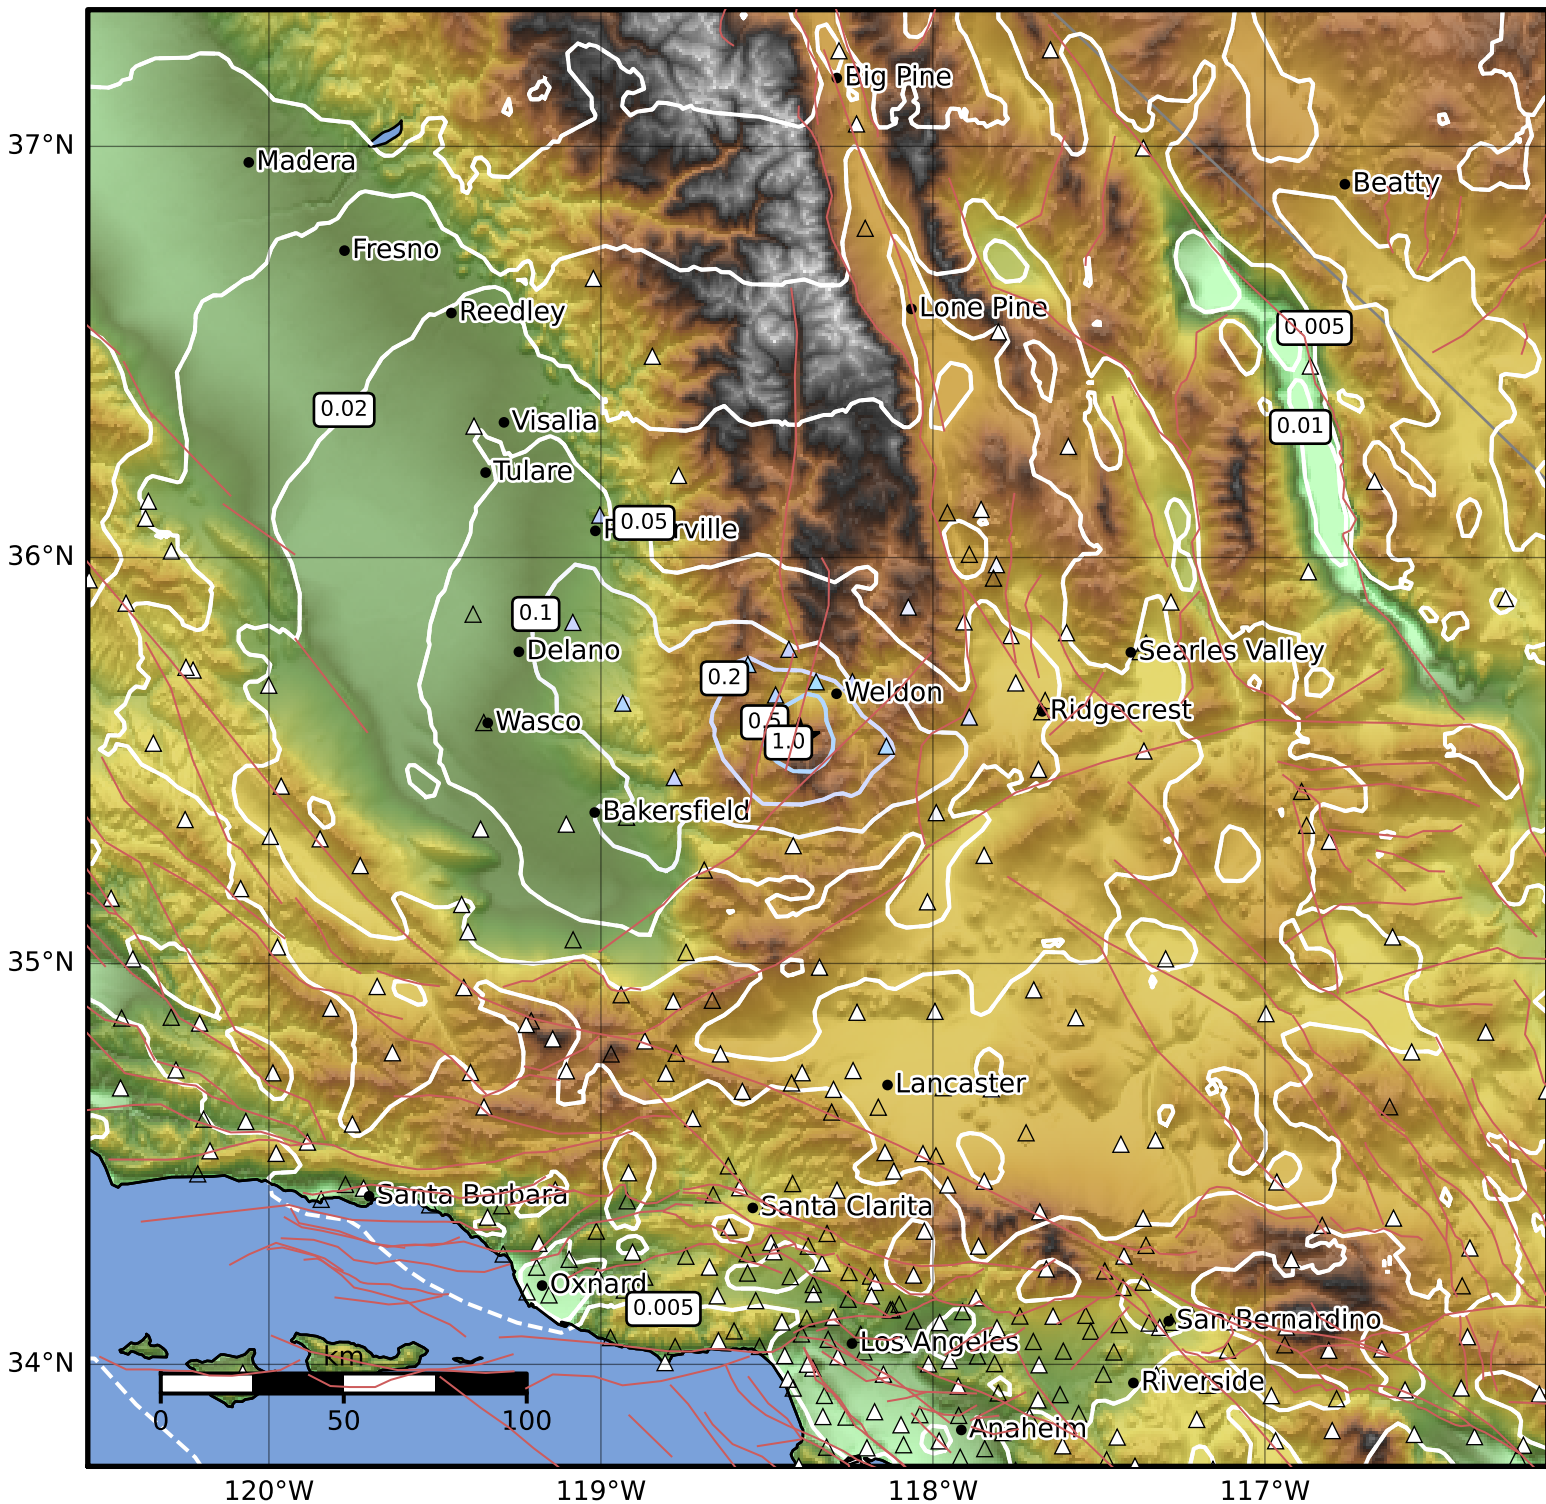 Big Pine
37°N
Madera
Beatty
Fresno
Reedley
Lone Pine
0.005
0.02
Visalia
0.01
Tulare
0.05
36°N
0.1
Delano
Searles Valley
0.2
Weldon
Ridgecrest
Wasco
0.5
1.0
Bakersfield
35°N
Lancaster
Santa Barbara
Santa Clarita
Oxnard
0.005
San Bernardino
Los Angeles
34°N
km
Riverside
0
50
100
Anaheim
120°W
119°W
118°W
117°W